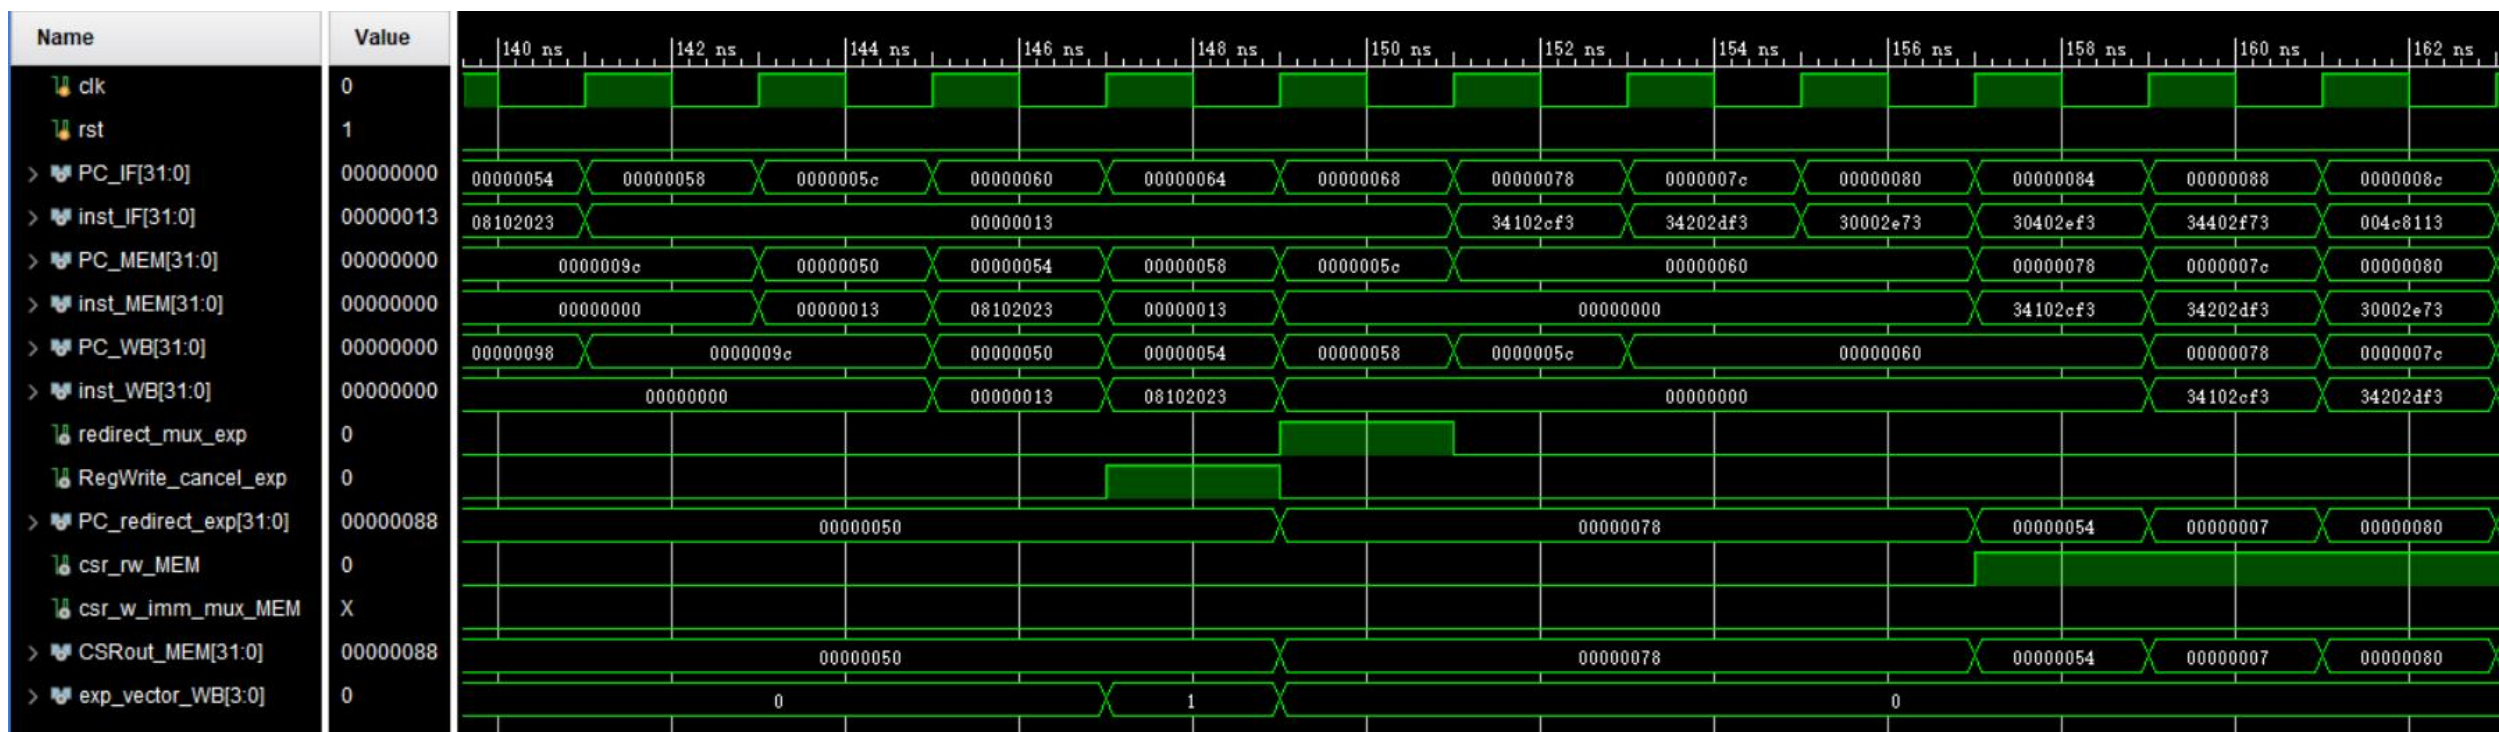 Name Value 140 ns 142 ns 144 ns 146 ns 148 ns 150 ns 152 ns 154 ns 156 ns 158 ns 160 ns 162 ns
clk 0
rst 1
PC_IF[31:0] 00000000 00000054 00000058 0000005c 00000060 00000064 00000068 00000078 0000007c 00000080 00000084 00000088 0000008c
inst_IF[31:0] 00000013 08102023 00000013 34102cf3 34202df3 30002e73 30402ef3 34402f73 004c8113
PC_MEM[31:0] 00000000 0000009c 00000050 00000054 00000058 0000005c 00000060 00000078 0000007c 00000080
inst_MEM[31:0] 00000000 00000000 00000013 08102023 00000013 00000000 34102cf3 34202df3 30002e73
PC_WB[31:0] 00000000 00000098 0000009c 00000050 00000054 00000058 0000005c 00000060 00000078 0000007c
inst_WB[31:0] 00000000 00000000 00000013 08102023 00000000 34102cf3 34202df3
redirect_mux_exp 0
RegWrite_cancel_exp 0
PC_redirect_exp[31:0] 00000088 00000050 00000078 00000054 00000007 00000080
csr_rw_MEM 0
csr_w_imm_mux_MEM X
CSRout_MEM[31:0] 00000088 00000050 00000078 00000054 00000007 00000080
exp_vector_WB[3:0] 0 0 1 0